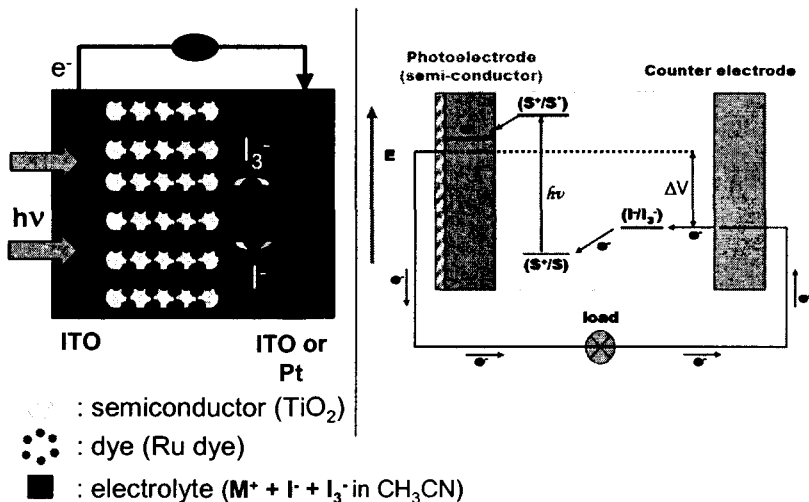 e⁻
I₃⁻
hν
I⁻
ITO
ITO or
Pt
: semiconductor (TiO₂)
: dye (Ru dye)
: electrolyte (M⁺ + I⁻ + I₃⁻ in CH₃CN)
Photoelectrode
(semi-conductor)
Counter electrode
(S⁺/S*)
E
hν
ΔV
(I⁻/I₃⁻)
e⁻
e⁻
(S⁺/S)
e⁻
e⁻
load
e⁻
e⁻